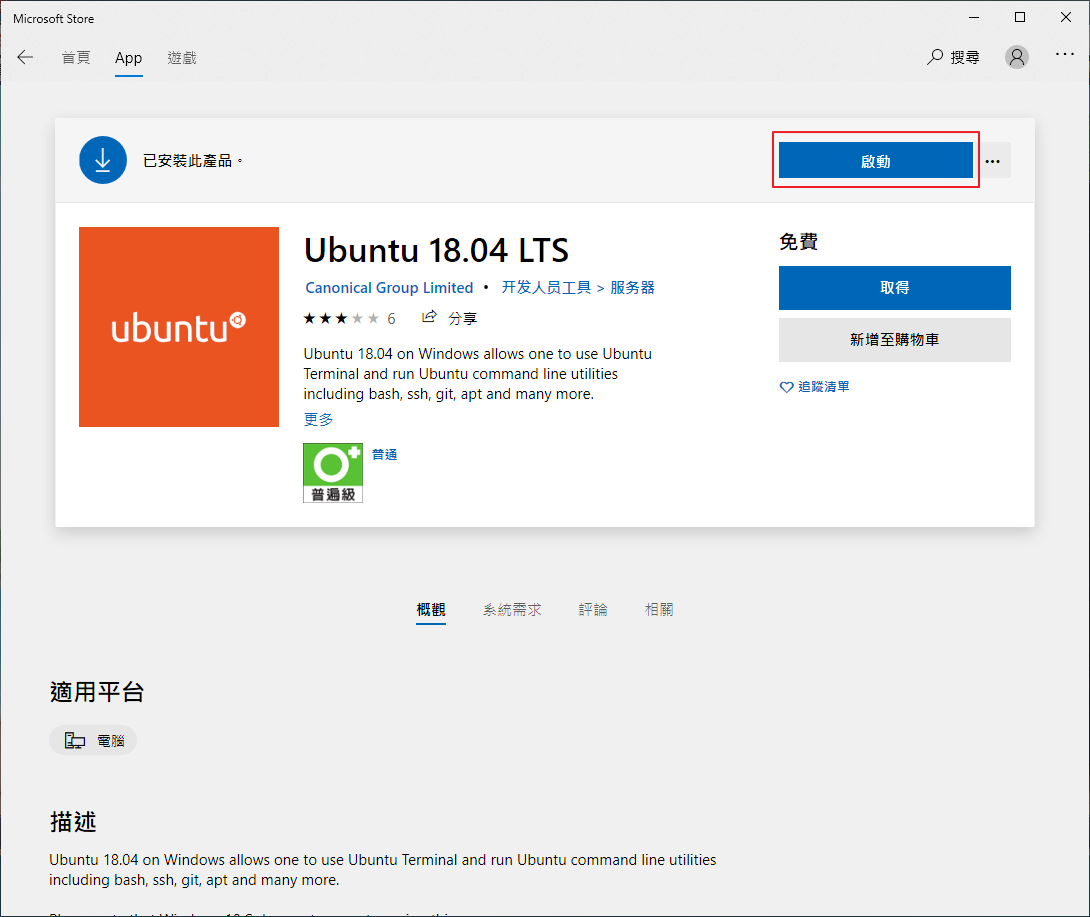 Microsoft Store
首頁 App 遊戲 搜尋
已安裝此產品。 啟動
ubuntu
Ubuntu 18.04 LTS
Canonical Group Limited • 开发人员工具 > 服务器
6 分享
Ubuntu 18.04 on Windows allows one to use Ubuntu
Terminal and run Ubuntu command line utilities
including bash, ssh, git, apt and many more.
更多
普遍級
普通
免費
取得
新增至購物車
追蹤清單
概觀 系統需求 評論 相關
適用平台
電腦
描述
Ubuntu 18.04 on Windows allows one to use Ubuntu Terminal and run Ubuntu command line utilities
including bash, ssh, git, apt and many more.